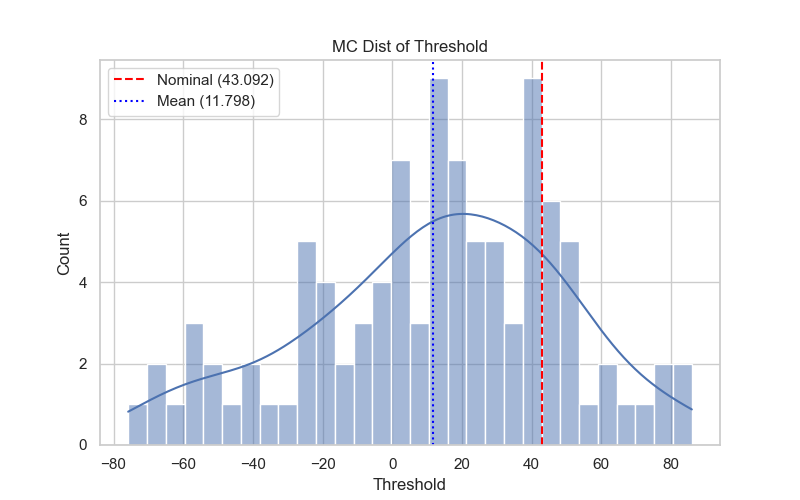 MC Dist of Threshold
Nominal (43.092)
Mean (11.798)
8
6
4
2
0
Count
−80 −60 −40 −20 0 20 40 60 80
Threshold